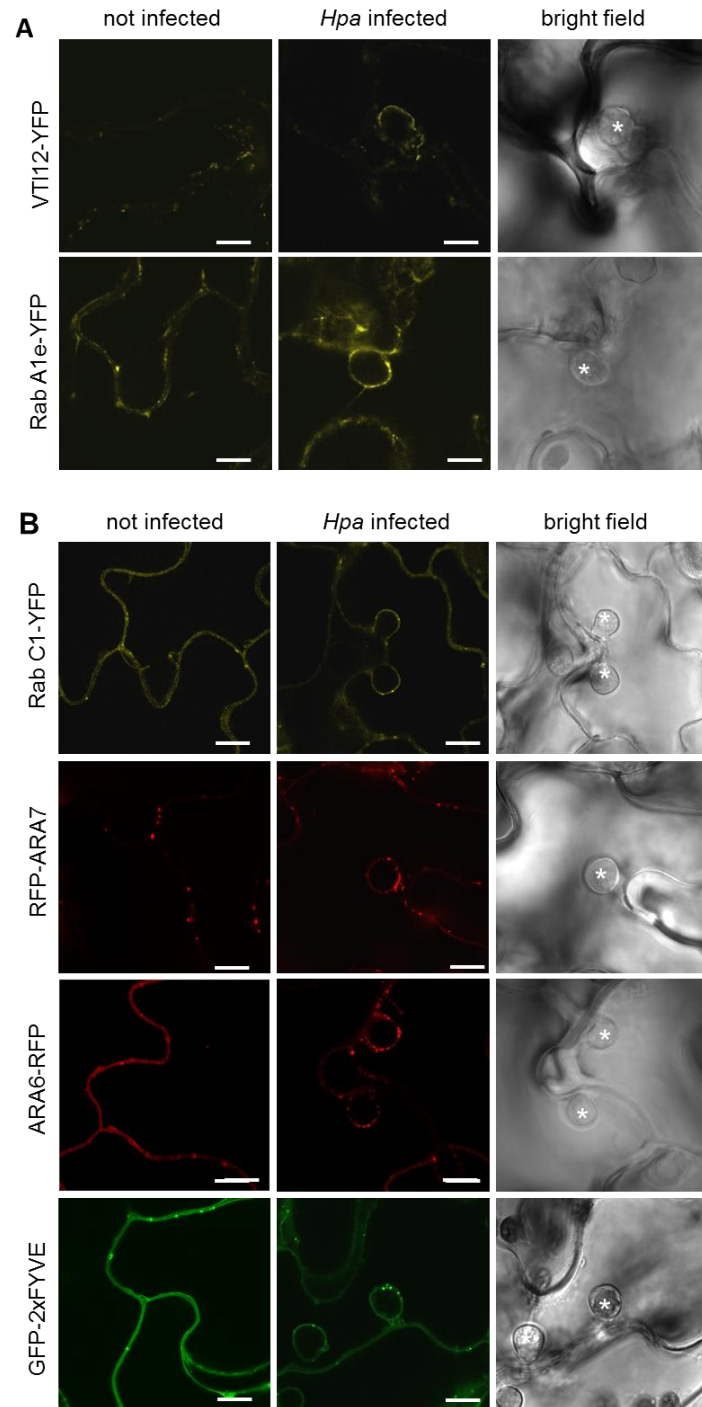 A
not infected
Hpa infected
bright field
VTI12-YFP
*
Rab A1e-YFP
*
B
not infected
Hpa infected
bright field
Rab C1-YFP
*
*
RFP-ARA7
*
ARA6-RFP
*
*
GFP-2xFYVE
*
*